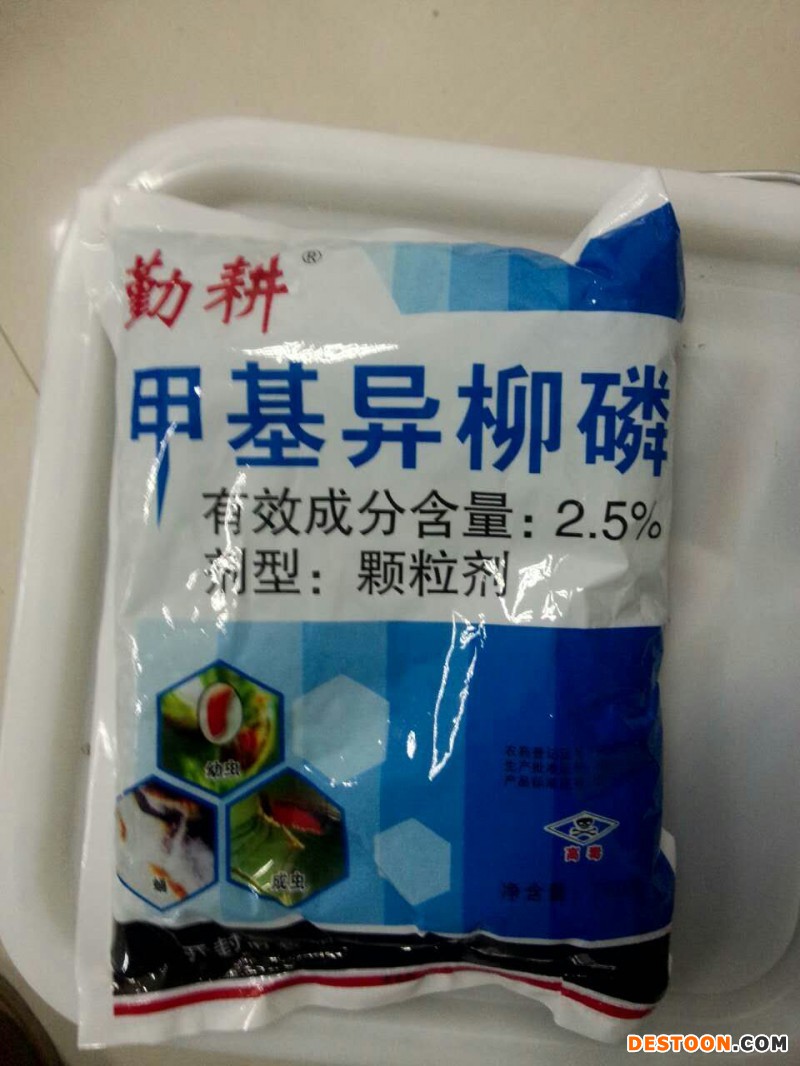 勤耕®
甲基异柳磷
有效成分含量：2.5%
剂型：颗粒剂
幼虫
蛹
成虫
高毒
净含量
DESTOON.COM